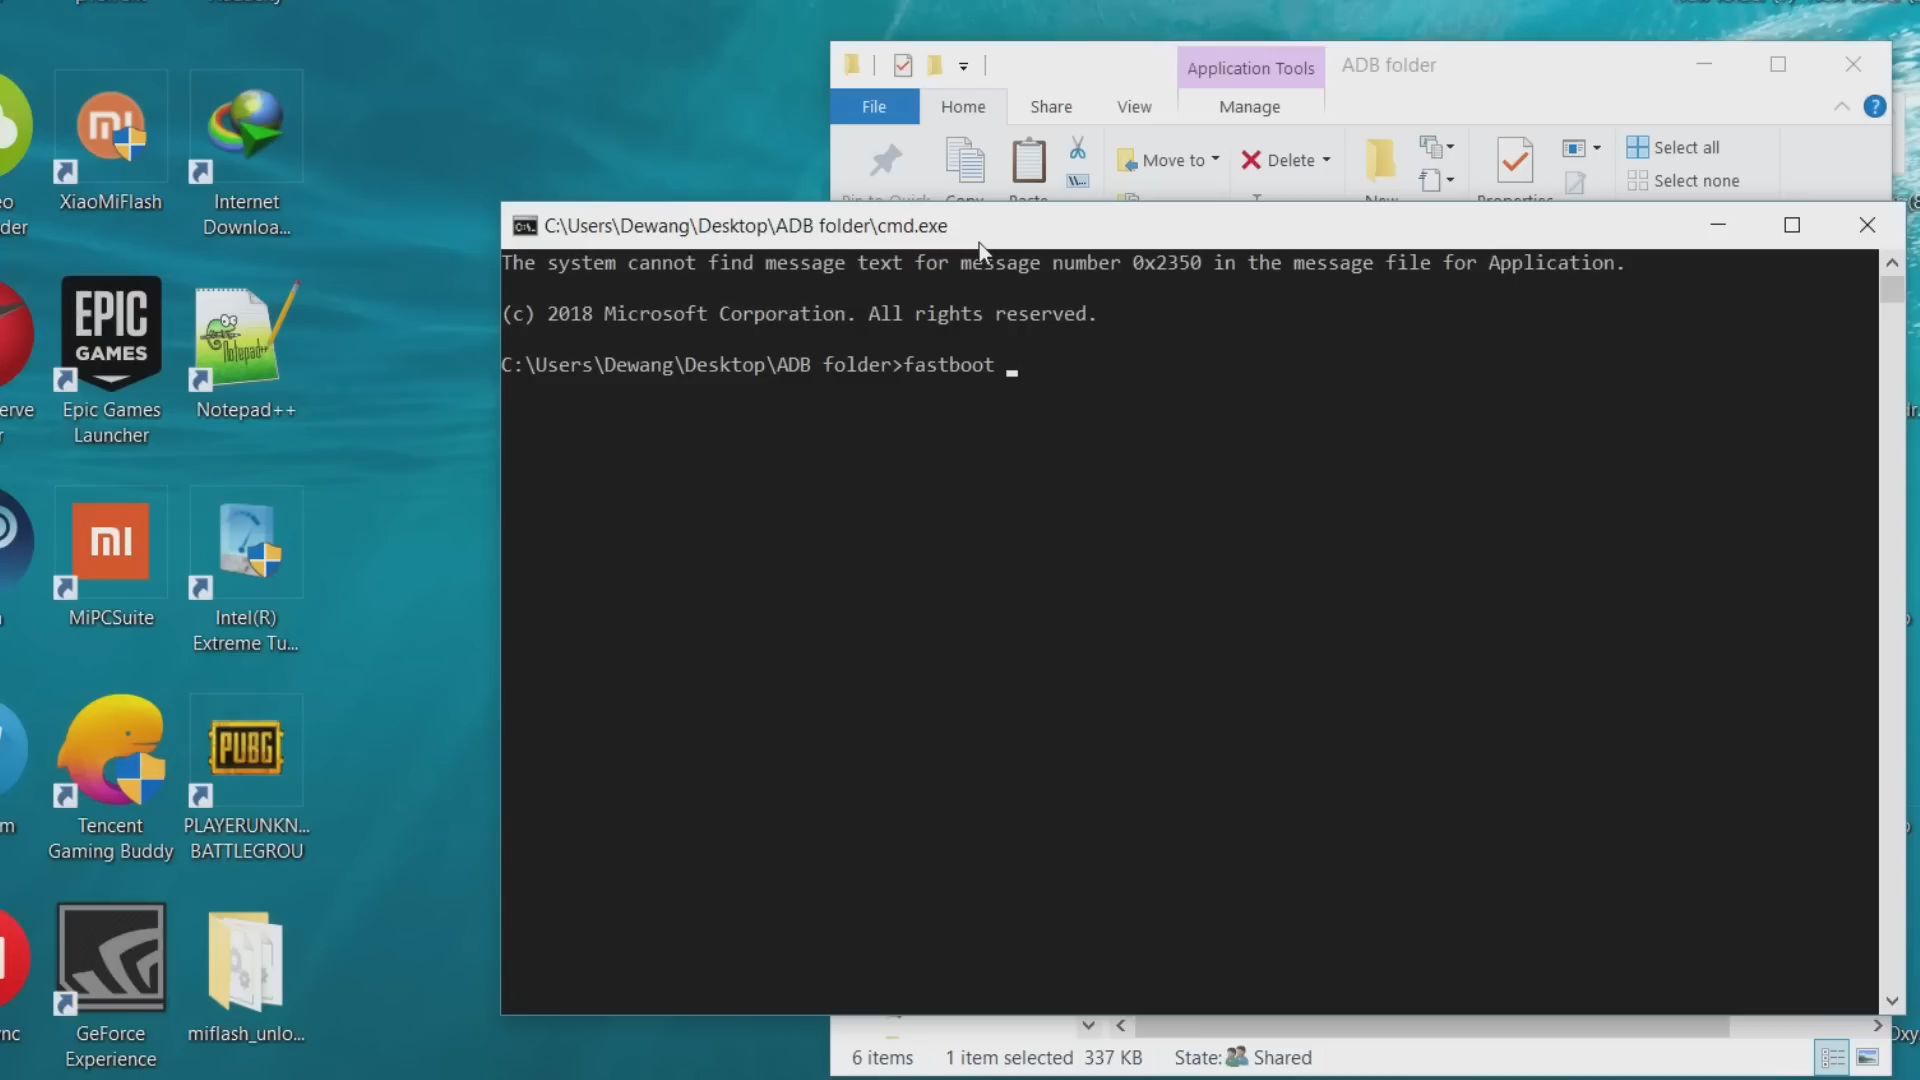 XiaoMiFlash
Internet
Downloa...
der
Epic Games
Launcher
Notepad++
EPIC
GAMES
MiPCSuite
Intel(R)
Extreme Tu...
Tencent
Gaming Buddy
PUBG
PLAYERUNKN...
BATTLEGROU
GeForce
Experience
miflash_unlo...
Application Tools
ADB folder
File
Home
Share
View
Manage
Move to
Delete
Select all
Select none
C:\Users\Dewang\Desktop\ADB folder\cmd.exe
The system cannot find message text for message number 0x2350 in the message file for Application.
(c) 2018 Microsoft Corporation. All rights reserved.
C:\Users\Dewang\Desktop\ADB folder>fastboot _
6 items 1 item selected 337 KB State: Shared